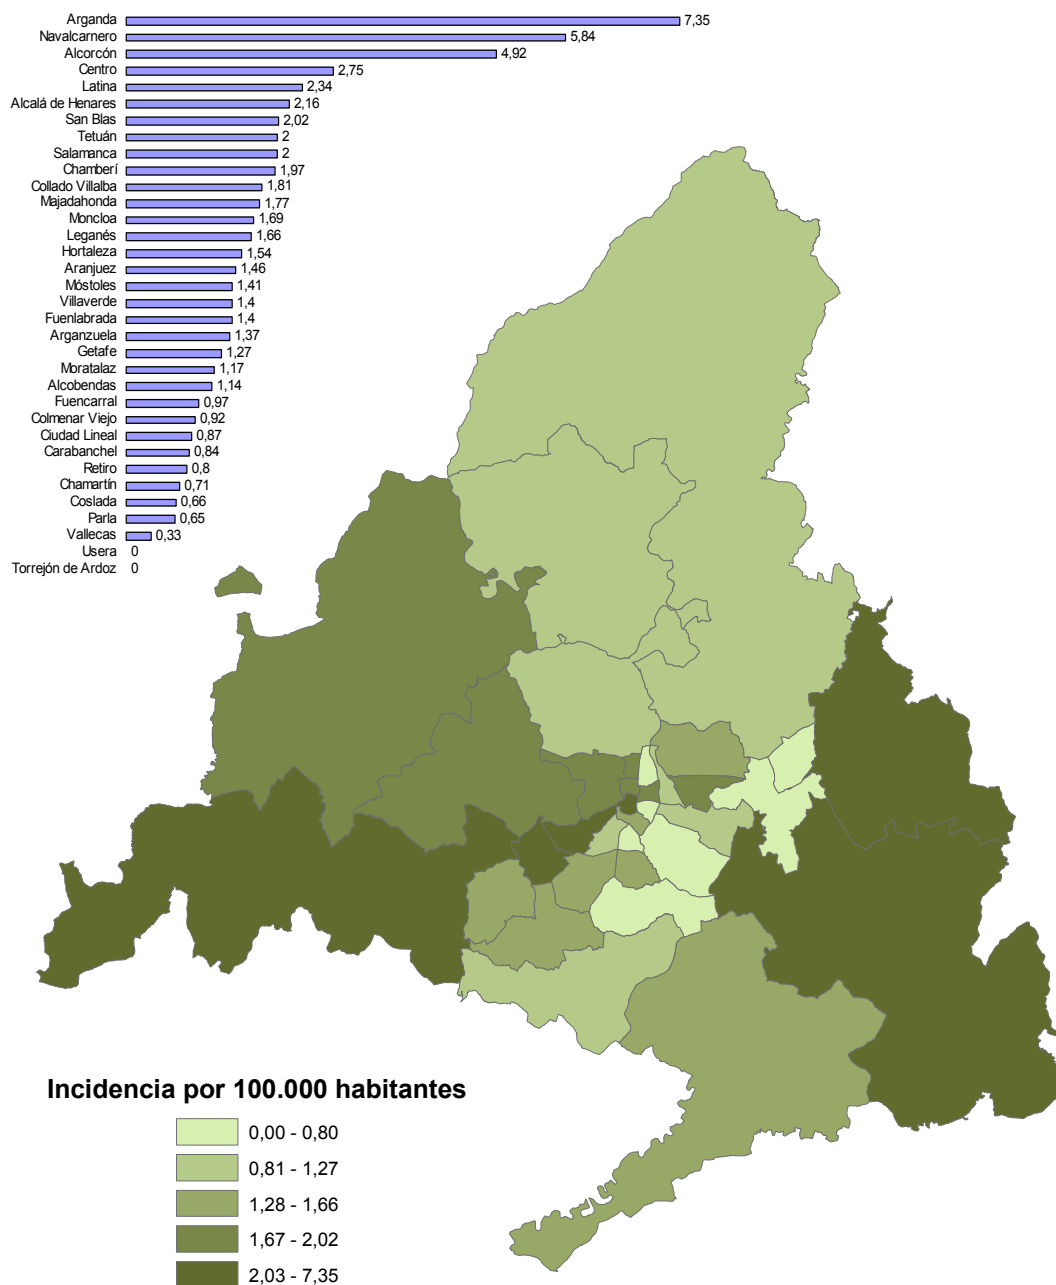 Arganda 7,35
Navalcarnero 5,84
Alcorcón 4,92
Centro 2,75
Latina 2,34
Alcalá de Henares 2,16
San Blas 2,02
Tetuán 2
Salamanca 2
Chamberí 1,97
Collado Villalba 1,81
Majadahonda 1,77
Moncloa 1,69
Leganés 1,66
Hortaleza 1,54
Aranjuez 1,46
Móstoles 1,41
Villaverde 1,4
Fuenlabrada 1,4
Arganzuela 1,37
Getafe 1,27
Moratalaz 1,17
Alcobendas 1,14
Fuencarral 0,97
Colmenar Viejo 0,92
Ciudad Lineal 0,87
Carabanchel 0,84
Retiro 0,8
Chamartín 0,71
Coslada 0,66
Parla 0,65
Vallecas 0,33
Usera 0
Torrejón de Ardoz 0
Incidencia por 100.000 habitantes
0,00 - 0,80
0,81 - 1,27
1,28 - 1,66
1,67 - 2,02
2,03 - 7,35